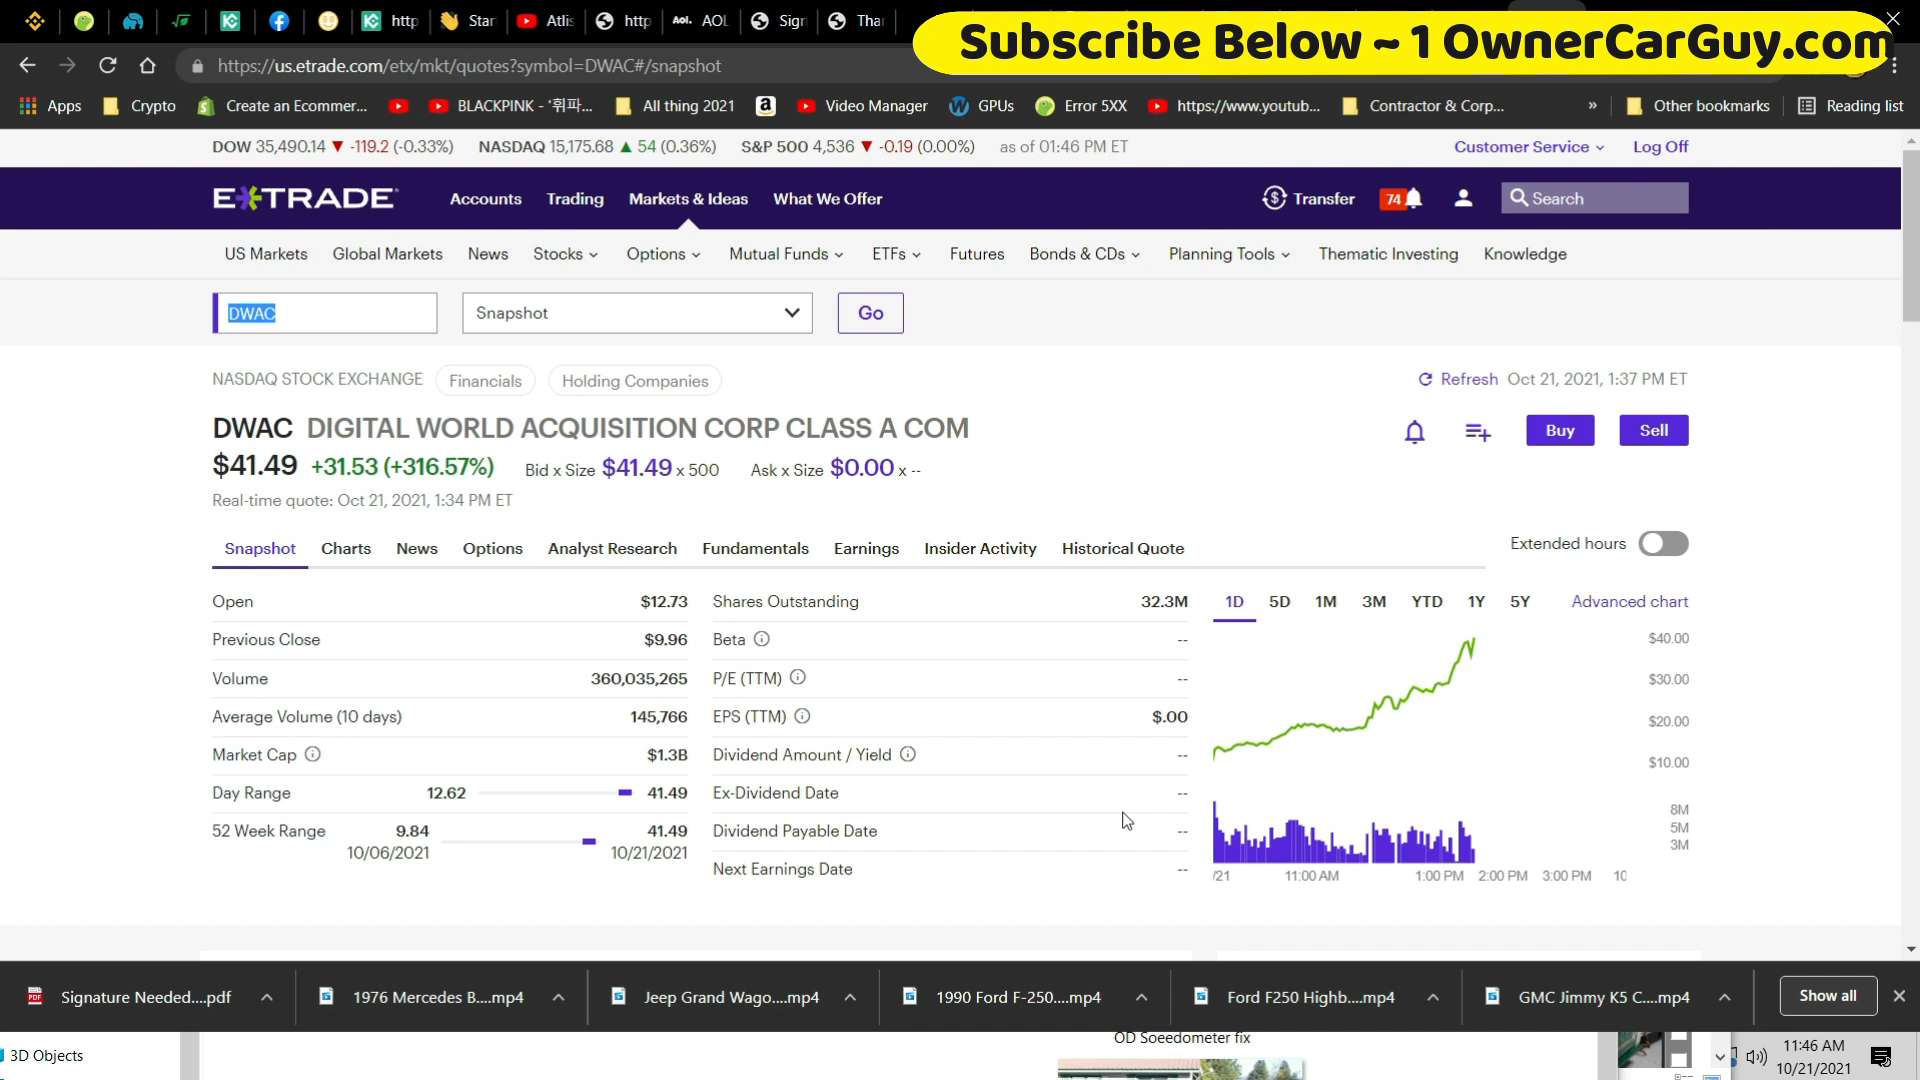 http
Star
Atlis
http
Aol.
AOL
Sign
Tha
Subscribe Below ~ 1 OwnerCarGuy.com
https://us.etrade.com/etx/mkt/quotes?symbol=DWAC#/snapshot
Apps
Crypto
Create an Ecommer...
BLACKPINK - '휘파...
All thing 2021
Video Manager
GPUs
Error 5XX
https://www.youtub...
Contractor & Corp...
»
Other bookmarks
Reading list
DOW 35,490.14 ▼ -119.2 (-0.33%) NASDAQ 15,175.68 ▲ 54 (0.36%) S&P 500 4,536 ▼ -0.19 (0.00%) as of 01:46 PM ET
Customer Service
Log Off
E*TRADE
Accounts
Trading
Markets & Ideas
What We Offer
Transfer
74
Search
US Markets
Global Markets
News
Stocks
Options
Mutual Funds
ETFs
Futures
Bonds & CDs
Planning Tools
Thematic Investing
Knowledge
DWAC
Snapshot
Go
NASDAQ STOCK EXCHANGE
Financials
Holding Companies
Refresh Oct 21, 2021, 1:37 PM ET
DWAC DIGITAL WORLD ACQUISITION CORP CLASS A COM
Buy
Sell
$41.49 +31.53 (+316.57%) Bid x Size $41.49 x 500 Ask x Size $0.00 x --
Real-time quote: Oct 21, 2021, 1:34 PM ET
Snapshot
Charts
News
Options
Analyst Research
Fundamentals
Earnings
Insider Activity
Historical Quote
Extended hours
Open $12.73
Previous Close $9.96
Volume 360,035,265
Average Volume (10 days) 145,766
Market Cap $1.3B
Day Range 12.62 41.49
52 Week Range 9.84 41.49
10/06/2021 10/21/2021
Shares Outstanding 32.3M
Beta --
P/E (TTM) --
EPS (TTM) $.00
Dividend Amount / Yield --
Ex-Dividend Date --
Dividend Payable Date --
Next Earnings Date --
1D 5D 1M 3M YTD 1Y 5Y
Advanced chart
$40.00
$30.00
$20.00
$10.00
8M
5M
3M
/21 11:00 AM 1:00 PM 2:00 PM 3:00 PM 10
Signature Needed....pdf
1976 Mercedes B....mp4
Jeep Grand Wago....mp4
1990 Ford F-250....mp4
Ford F250 Highb....mp4
GMC Jimmy K5 C....mp4
Show all
3D Objects
OD Soeedometer fix
11:46 AM
10/21/2021